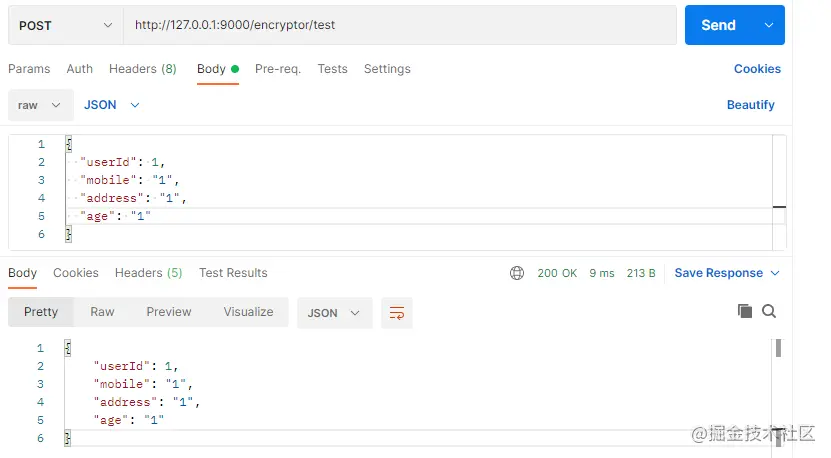 POST http://127.0.0.1:9000/encryptor/test Send
Params Auth Headers (8) Body Pre-req. Tests Settings Cookies
raw JSON Beautify
1 {
2 "userId": 1,
3 "mobile": "1",
4 "address": "1",
5 "age": "1"
6 }
Body Cookies Headers (5) Test Results 200 OK 9 ms 213 B Save Response
Pretty Raw Preview Visualize JSON
1 {
2 "userId": 1,
3 "mobile": "1",
4 "address": "1",
5 "age": "1"
6 }
@掘金技术社区